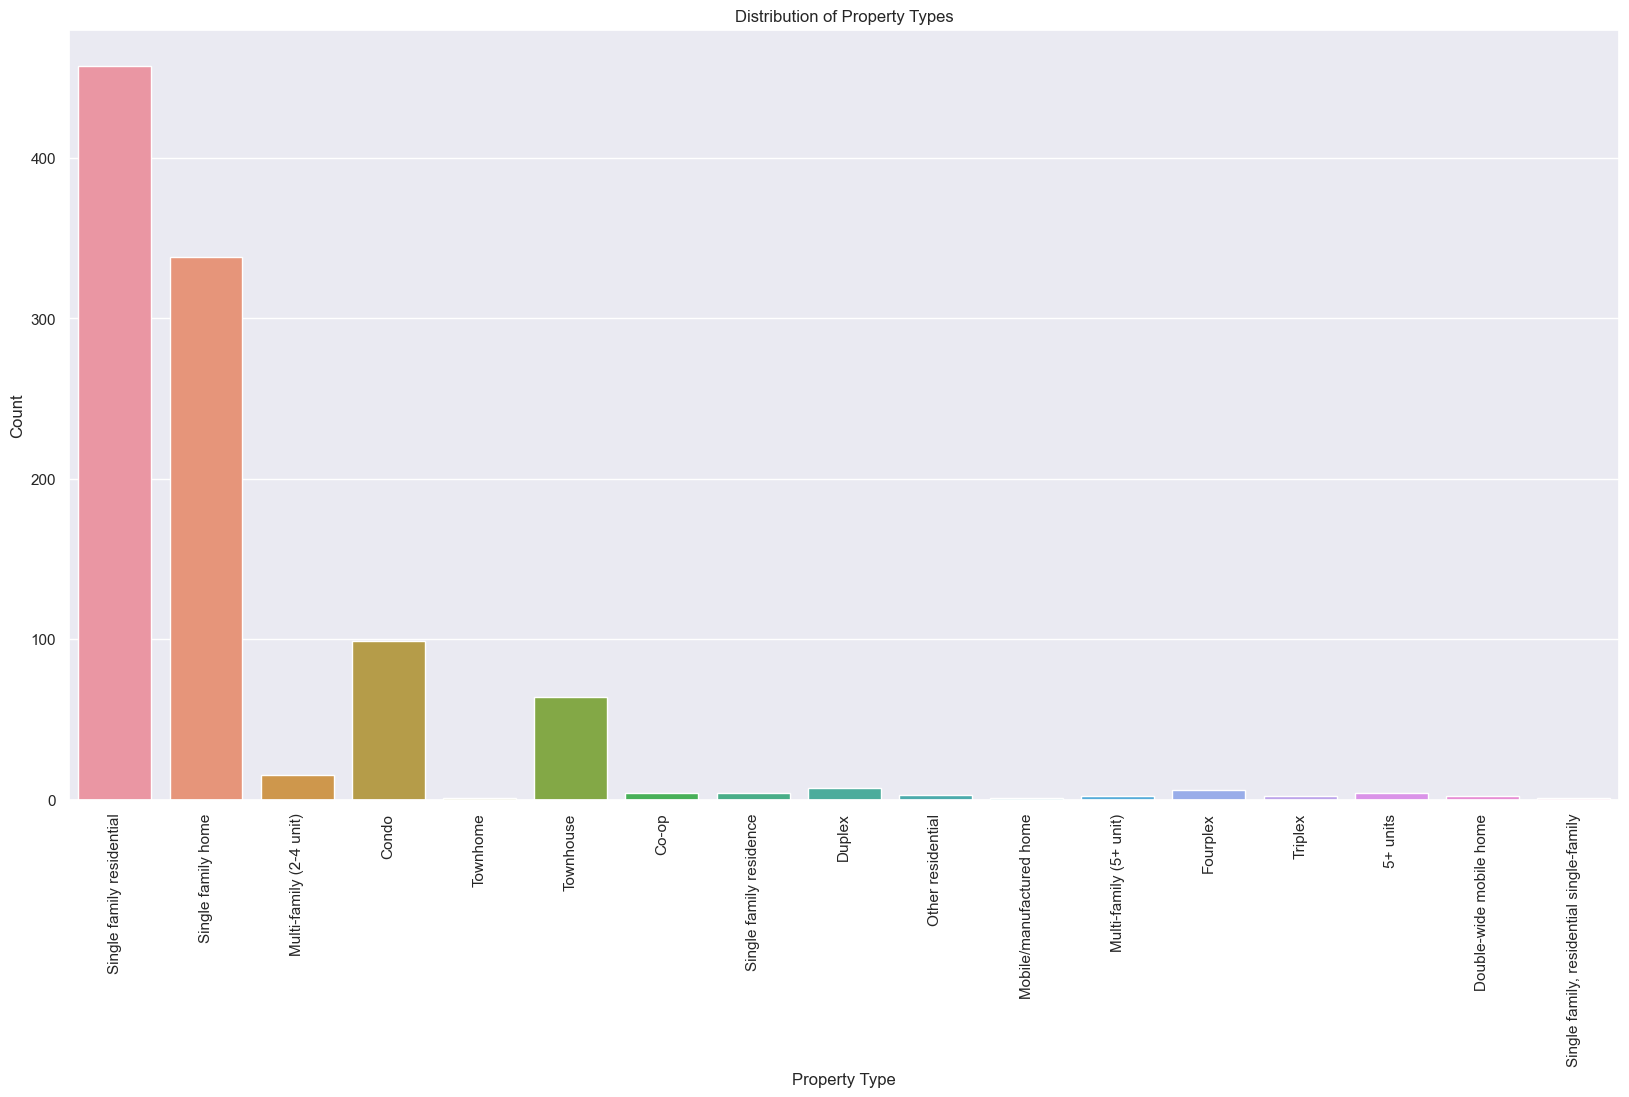 Distribution of Property Types
Count
400
300
200
100
0
Single family residential
Single family home
Multi-family (2-4 unit)
Condo
Townhome
Townhouse
Co-op
Single family residence
Duplex
Other residential
Mobile/manufactured home
Multi-family (5+ unit)
Fourplex
Triplex
5+ units
Double-wide mobile home
Single family, residential single-family
Property Type